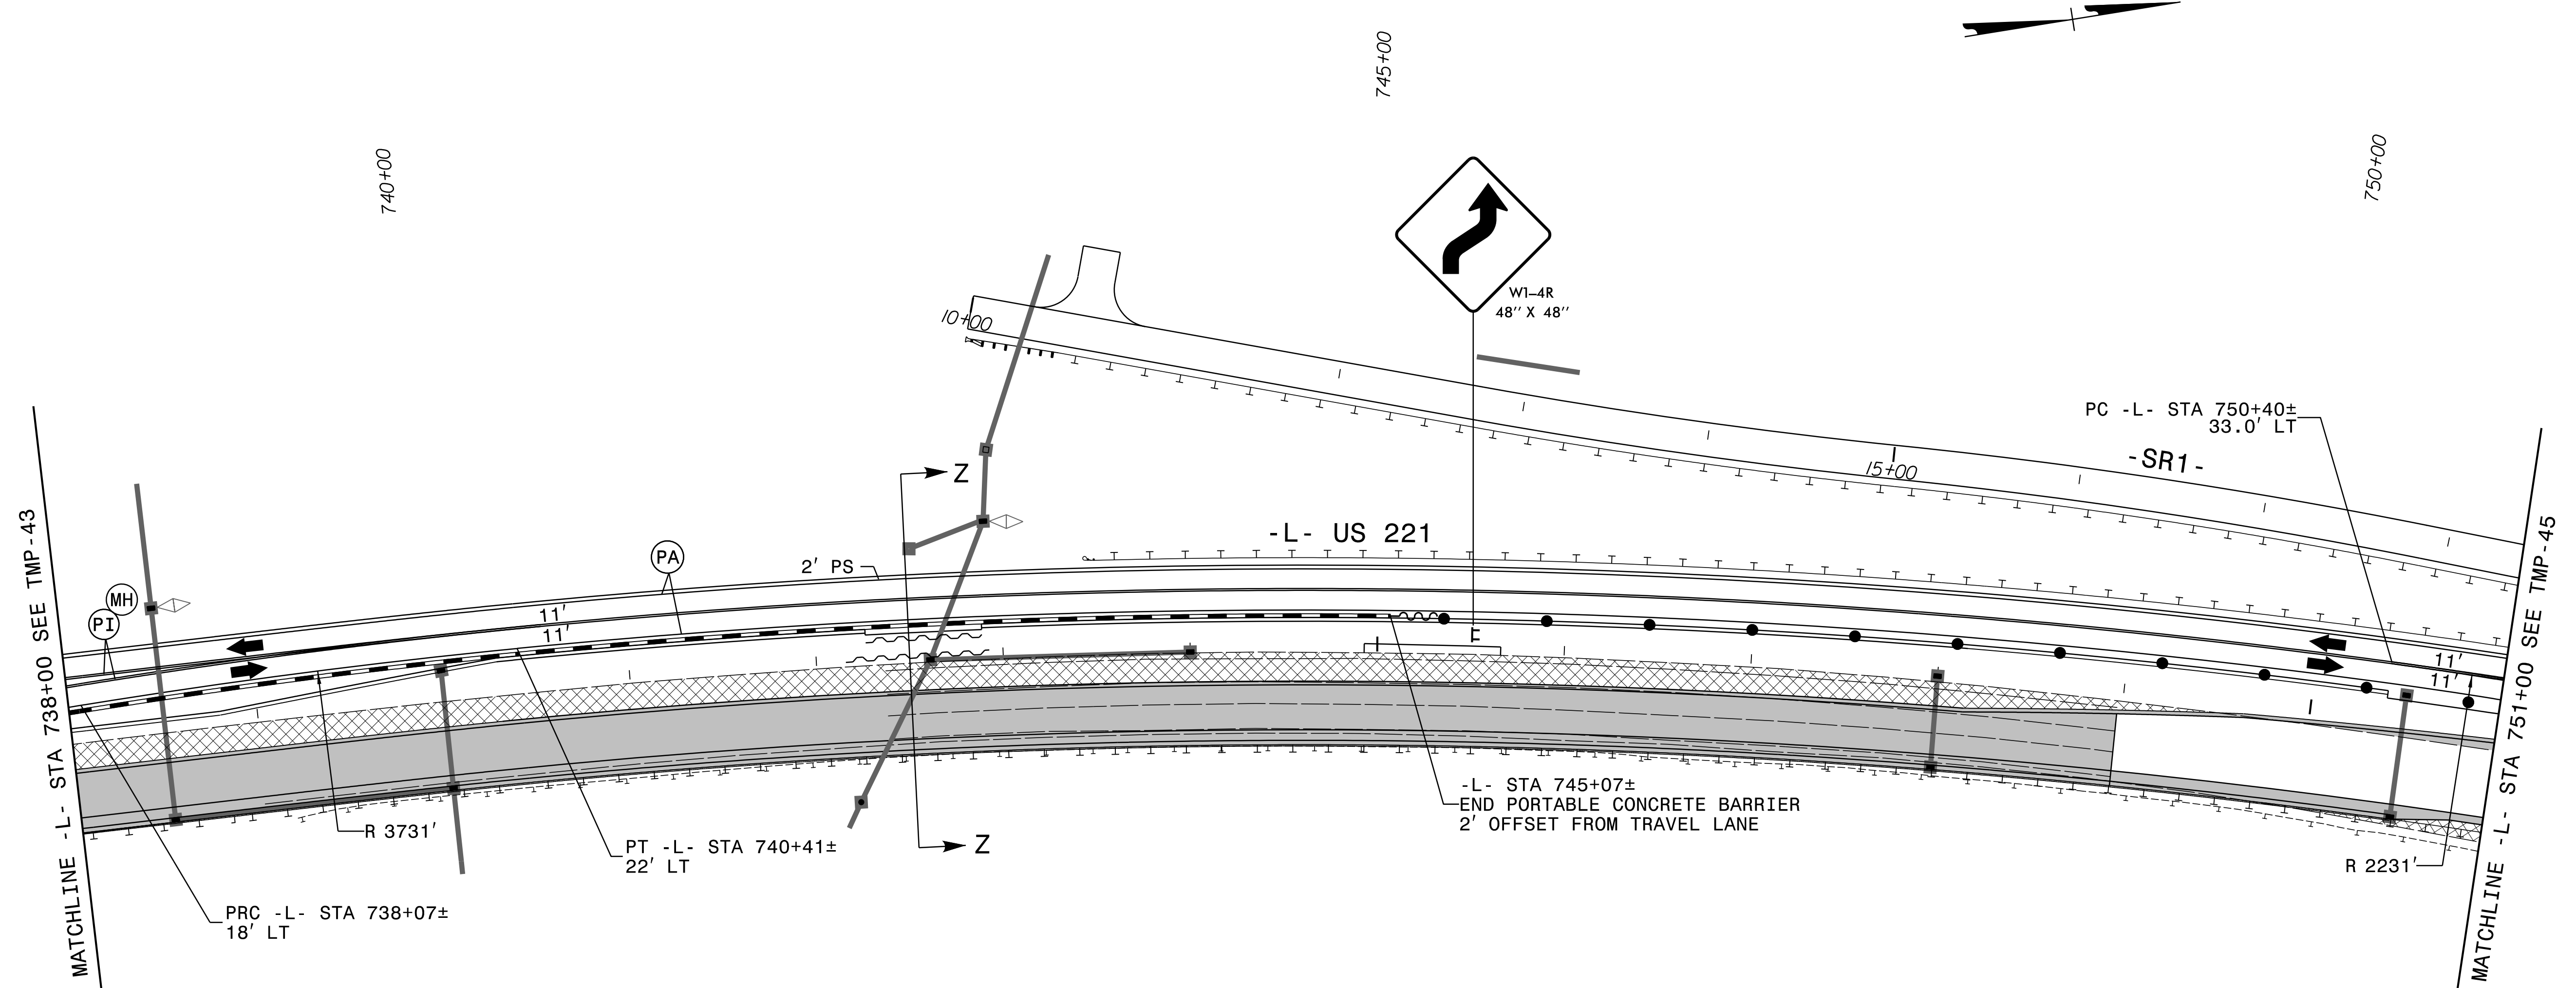 745+00
740+00
750+00
W1-4R
48" X 48"
10+00
PC -L- STA 750+40±
33.0' LT
-SR1-
15+00
Z
-L- US 221
PA
2' PS
MH
PI
11'
11'
11'
11'
MATCHLINE -L- STA 738+00 SEE TMP-43
MATCHLINE -L- STA 751+00 SEE TMP-45
-L- STA 745+07±
END PORTABLE CONCRETE BARRIER
2' OFFSET FROM TRAVEL LANE
R 3731'
PT -L- STA 740+41±
22' LT
Z
R 2231'
PRC -L- STA 738+07±
18' LT